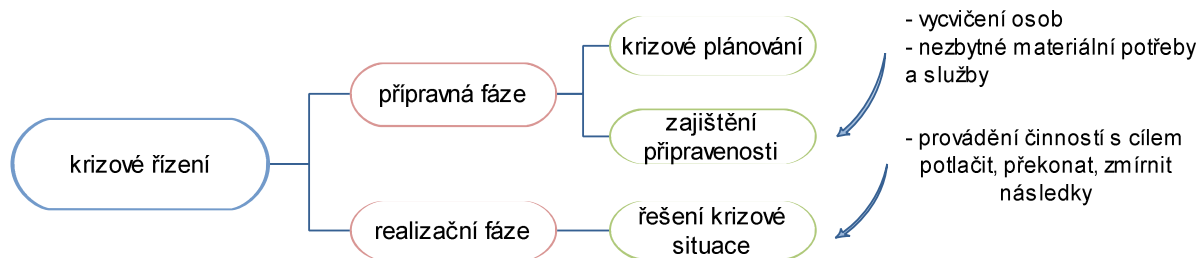 krizové řízení
přípravná fáze
krizové plánování
zajištění
připravenosti
- vycvičení osob
- nezbytné materiální potřeby
a služby
realizační fáze
řešení krizové
situace
- provádění činností s cílem
potlačit, překonat, zmírnit
následky